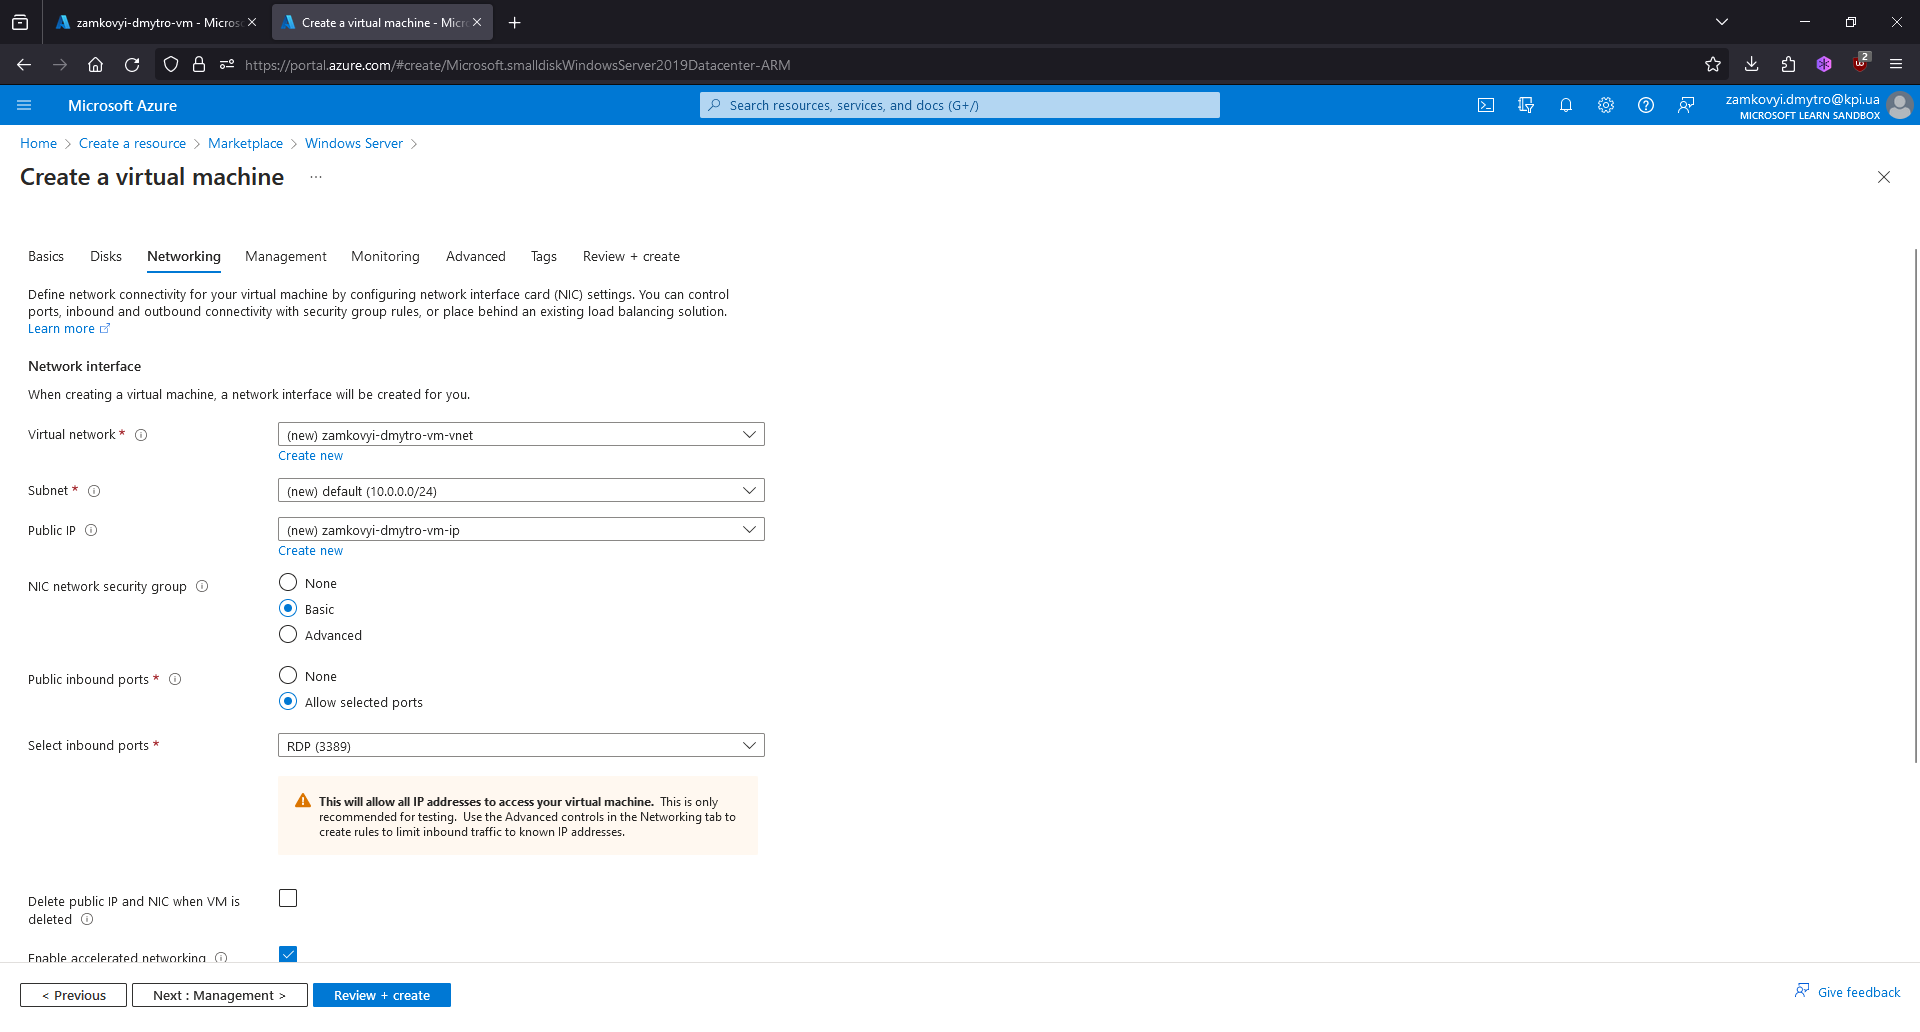 zamkovyi-dmytro-vm - Micros
Create a virtual machine - Micr
https://portal.azure.com/#create/Microsoft.smalldiskWindowsServer2019Datacenter-ARM
2
Microsoft Azure
Search resources, services, and docs (G+/)
zamkovyi.dmytro@kpi.ua
MICROSOFT LEARN SANDBOX
Home > Create a resource > Marketplace > Windows Server >
Create a virtual machine ...
Basics Disks Networking Management Monitoring Advanced Tags Review + create
Define network connectivity for your virtual machine by configuring network interface card (NIC) settings. You can control
ports, inbound and outbound connectivity with security group rules, or place behind an existing load balancing solution.
Learn more
Network interface
When creating a virtual machine, a network interface will be created for you.
Virtual network *
(new) zamkovyi-dmytro-vm-vnet
Create new
Subnet *
(new) default (10.0.0.0/24)
Public IP
(new) zamkovyi-dmytro-vm-ip
Create new
NIC network security group
None
Basic
Advanced
Public inbound ports *
None
Allow selected ports
Select inbound ports *
RDP (3389)
This will allow all IP addresses to access your virtual machine. This is only
recommended for testing. Use the Advanced controls in the Networking tab to
create rules to limit inbound traffic to known IP addresses.
Delete public IP and NIC when VM is
deleted
Enable accelerated networking
< Previous
Next : Management >
Review + create
Give feedback